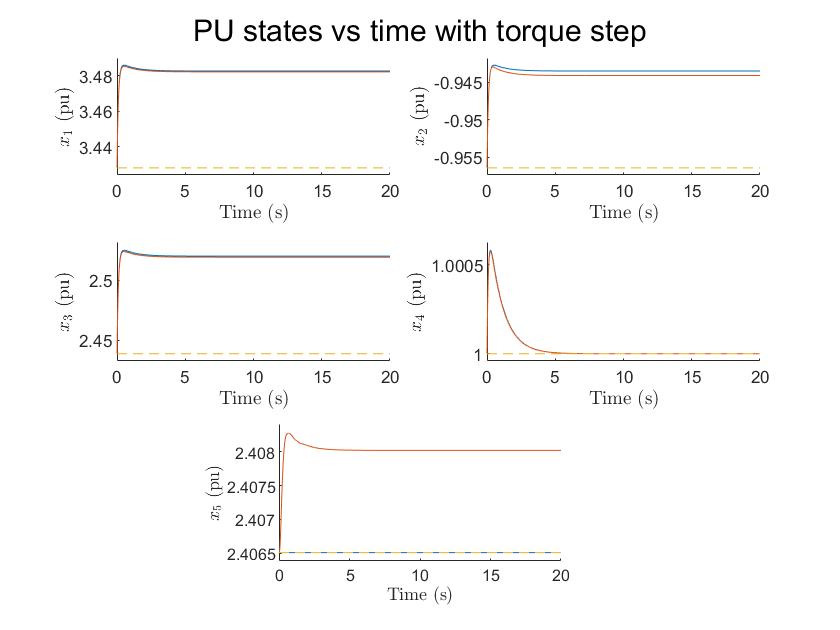 PU states vs time with torque step
3.48
3.46
3.44
x1 (pu)
0 5 10 15 20
Time (s)
-0.945
-0.95
-0.955
x2 (pu)
0 5 10 15 20
Time (s)
2.5
2.45
x3 (pu)
0 5 10 15 20
Time (s)
1.0005
1
x4 (pu)
0 5 10 15 20
Time (s)
2.408
2.4075
2.407
2.4065
x5 (pu)
0 5 10 15 20
Time (s)